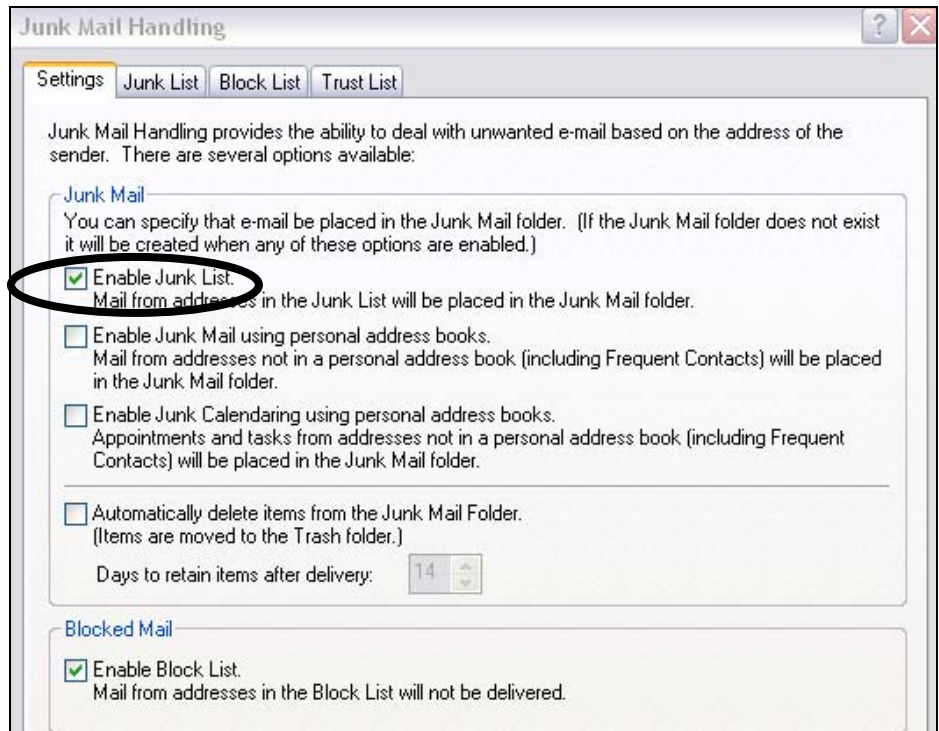 Junk Mail Handling
?
Settings Junk List Block List Trust List
Junk Mail Handling provides the ability to deal with unwanted e-mail based on the address of the
sender. There are several options available:
Junk Mail
You can specify that e-mail be placed in the Junk Mail folder. (If the Junk Mail folder does not exist
it will be created when any of these options are enabled.)
Enable Junk List.
Mail from addresses in the Junk List will be placed in the Junk Mail folder.
Enable Junk Mail using personal address books.
Mail from addresses not in a personal address book (including Frequent Contacts) will be placed
in the Junk Mail folder.
Enable Junk Calendaring using personal address books.
Appointments and tasks from addresses not in a personal address book (including Frequent
Contacts) will be placed in the Junk Mail folder.
Automatically delete items from the Junk Mail Folder.
(Items are moved to the Trash folder.)
Days to retain items after delivery: 14
Blocked Mail
Enable Block List.
Mail from addresses in the Block List will not be delivered.